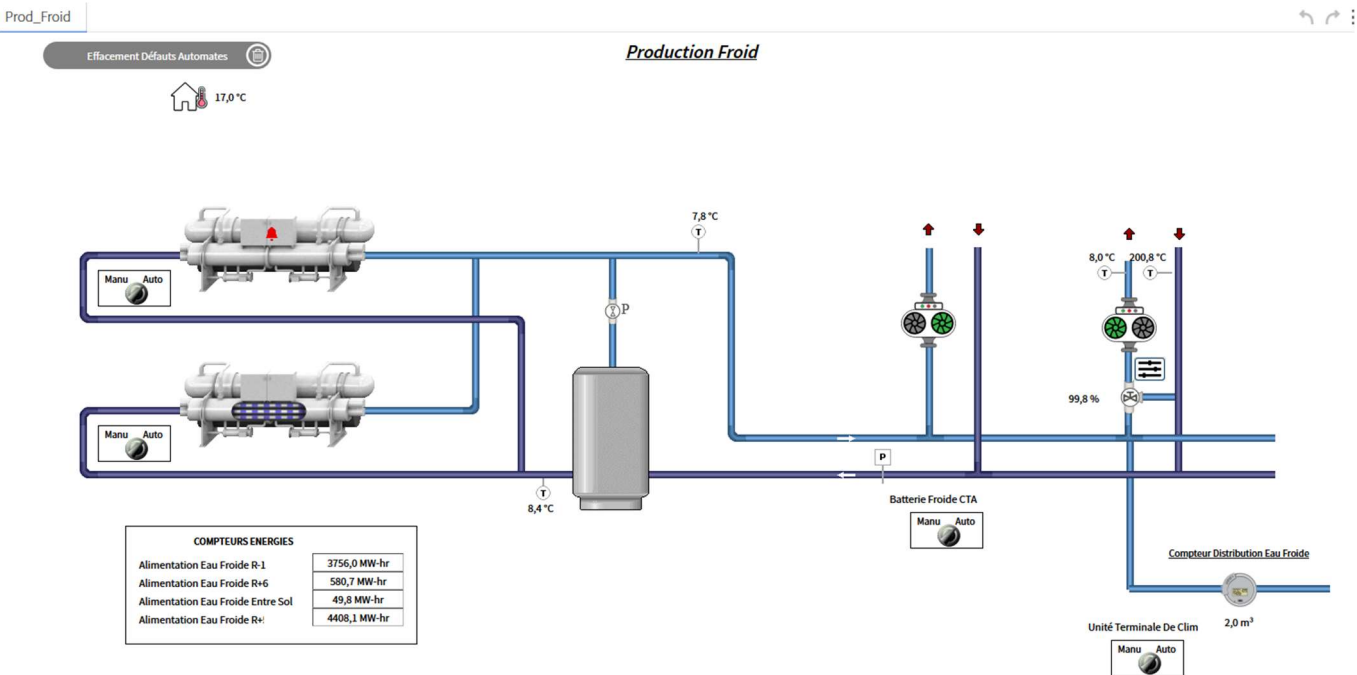 Prod_Froid
Effacement Défauts Automates
Production Froid
17,0 °C
7,8 °C
T
8,0 °C
200,8 °C
T
T
Manu Auto
P
99,8 %
Manu Auto
P
T
8,4 °C
Batterie Froide CTA
Manu Auto
COMPTEURS ENERGIES
Alimentation Eau Froide R-1
3756,0 MW-hr
Alimentation Eau Froide R+6
580,7 MW-hr
Alimentation Eau Froide Entre Sol
49,8 MW-hr
Alimentation Eau Froide
4408,1 MW-hr
Compteur Distribution Eau Froide
2,0 m³
Unité Terminale De Clim
Manu Auto